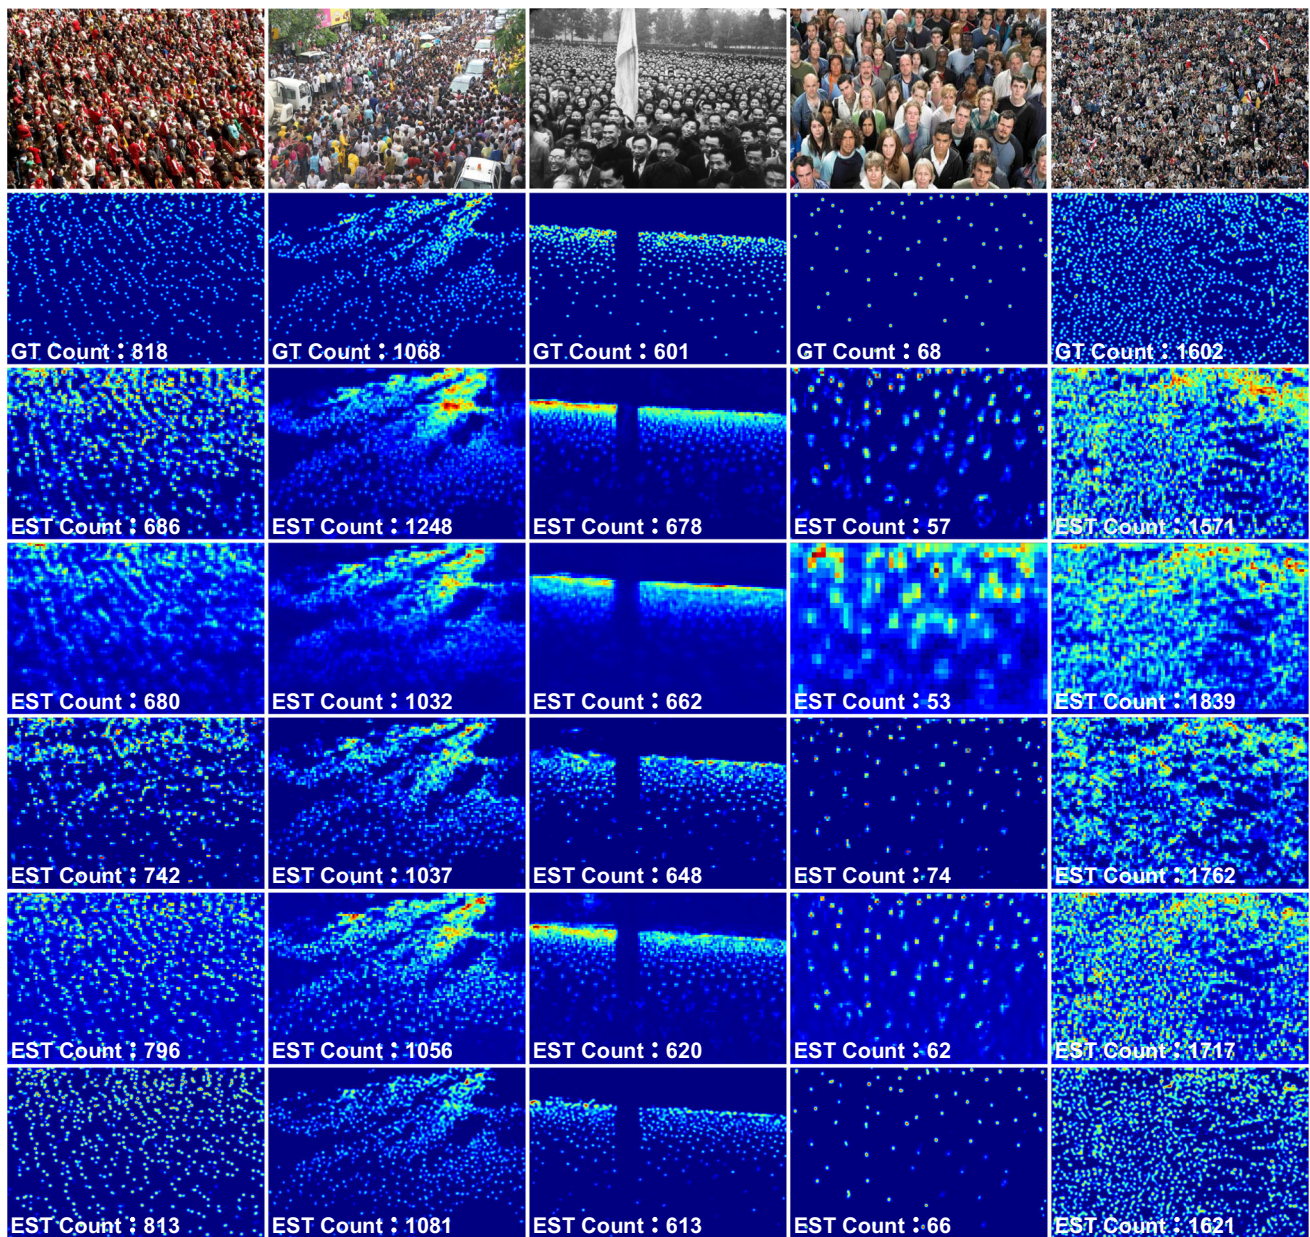 GT Count：818
GT Count：1068
GT Count：601
GT Count：68
GT Count：1602
EST Count：686
EST Count：1248
EST Count：678
EST Count：57
EST Count：1571
EST Count：680
EST Count：1032
EST Count：662
EST Count：53
EST Count：1839
EST Count：742
EST Count：1037
EST Count：648
EST Count：74
EST Count：1762
EST Count：796
EST Count：1056
EST Count：620
EST Count：62
EST Count：1717
EST Count：813
EST Count：1081
EST Count：613
EST Count：66
EST Count：1621